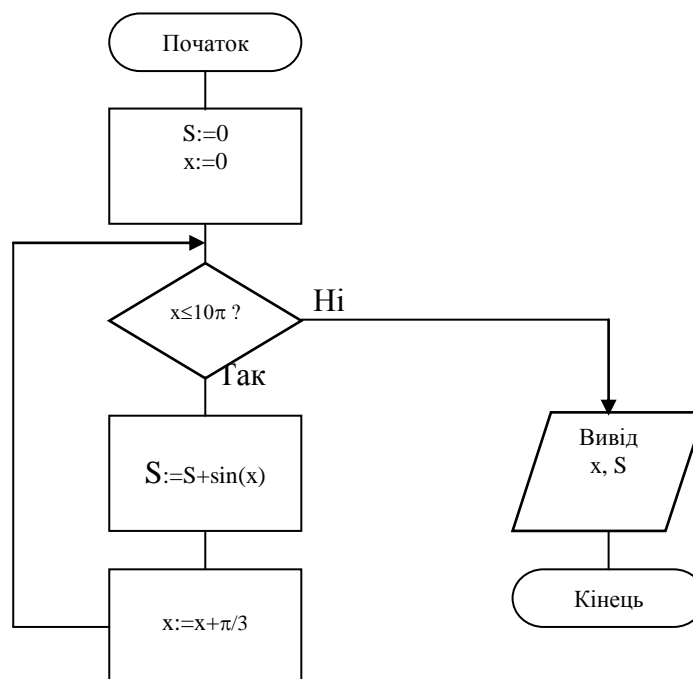 Початок
S:=0
x:=0
x≤10π ?
Ні
Так
S:=S+sin(x)
x:=x+π/3
Вивід
x, S
Кінець